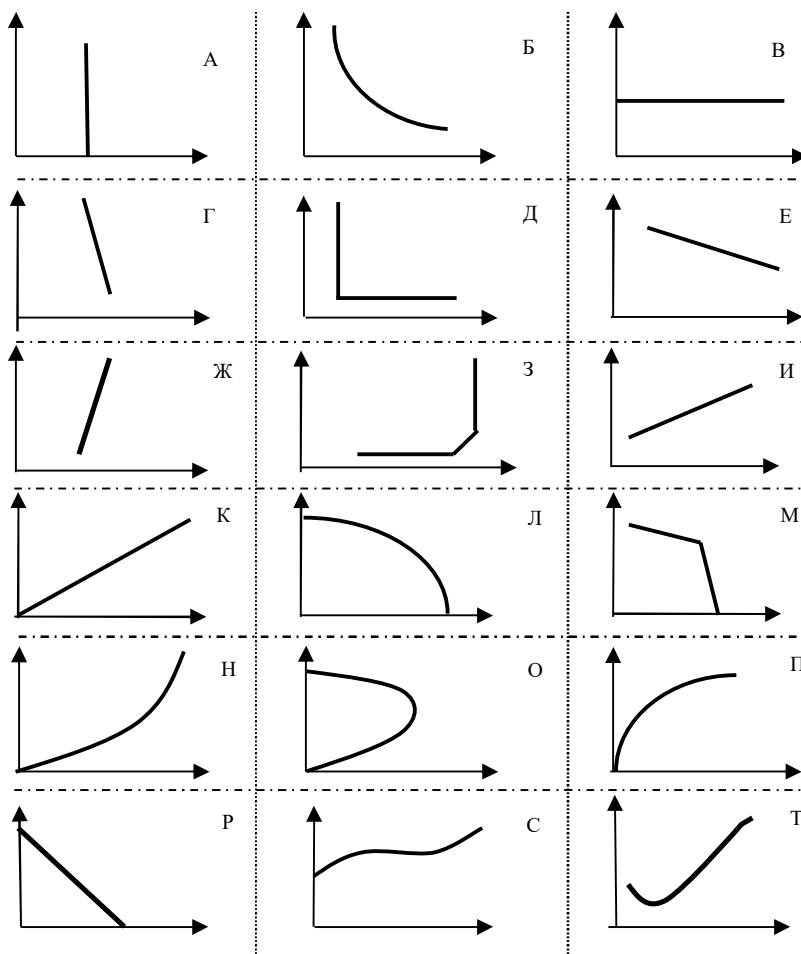 А Б В
Г Д Е
Ж З И
К Л М
Н О П
Р С Т